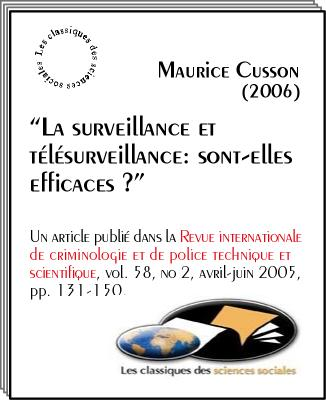 Les classiques des sciences sociales
Maurice Cusson
(2006)
“La surveillance et
télésurveillance: sont-elles
efficaces ?”
Un article publié dans la Revue internationale
de criminologie et de police technique et
scientifique, vol. 58, no 2, avril-juin 2005,
pp. 131-150.
Les classiques des sciences sociales